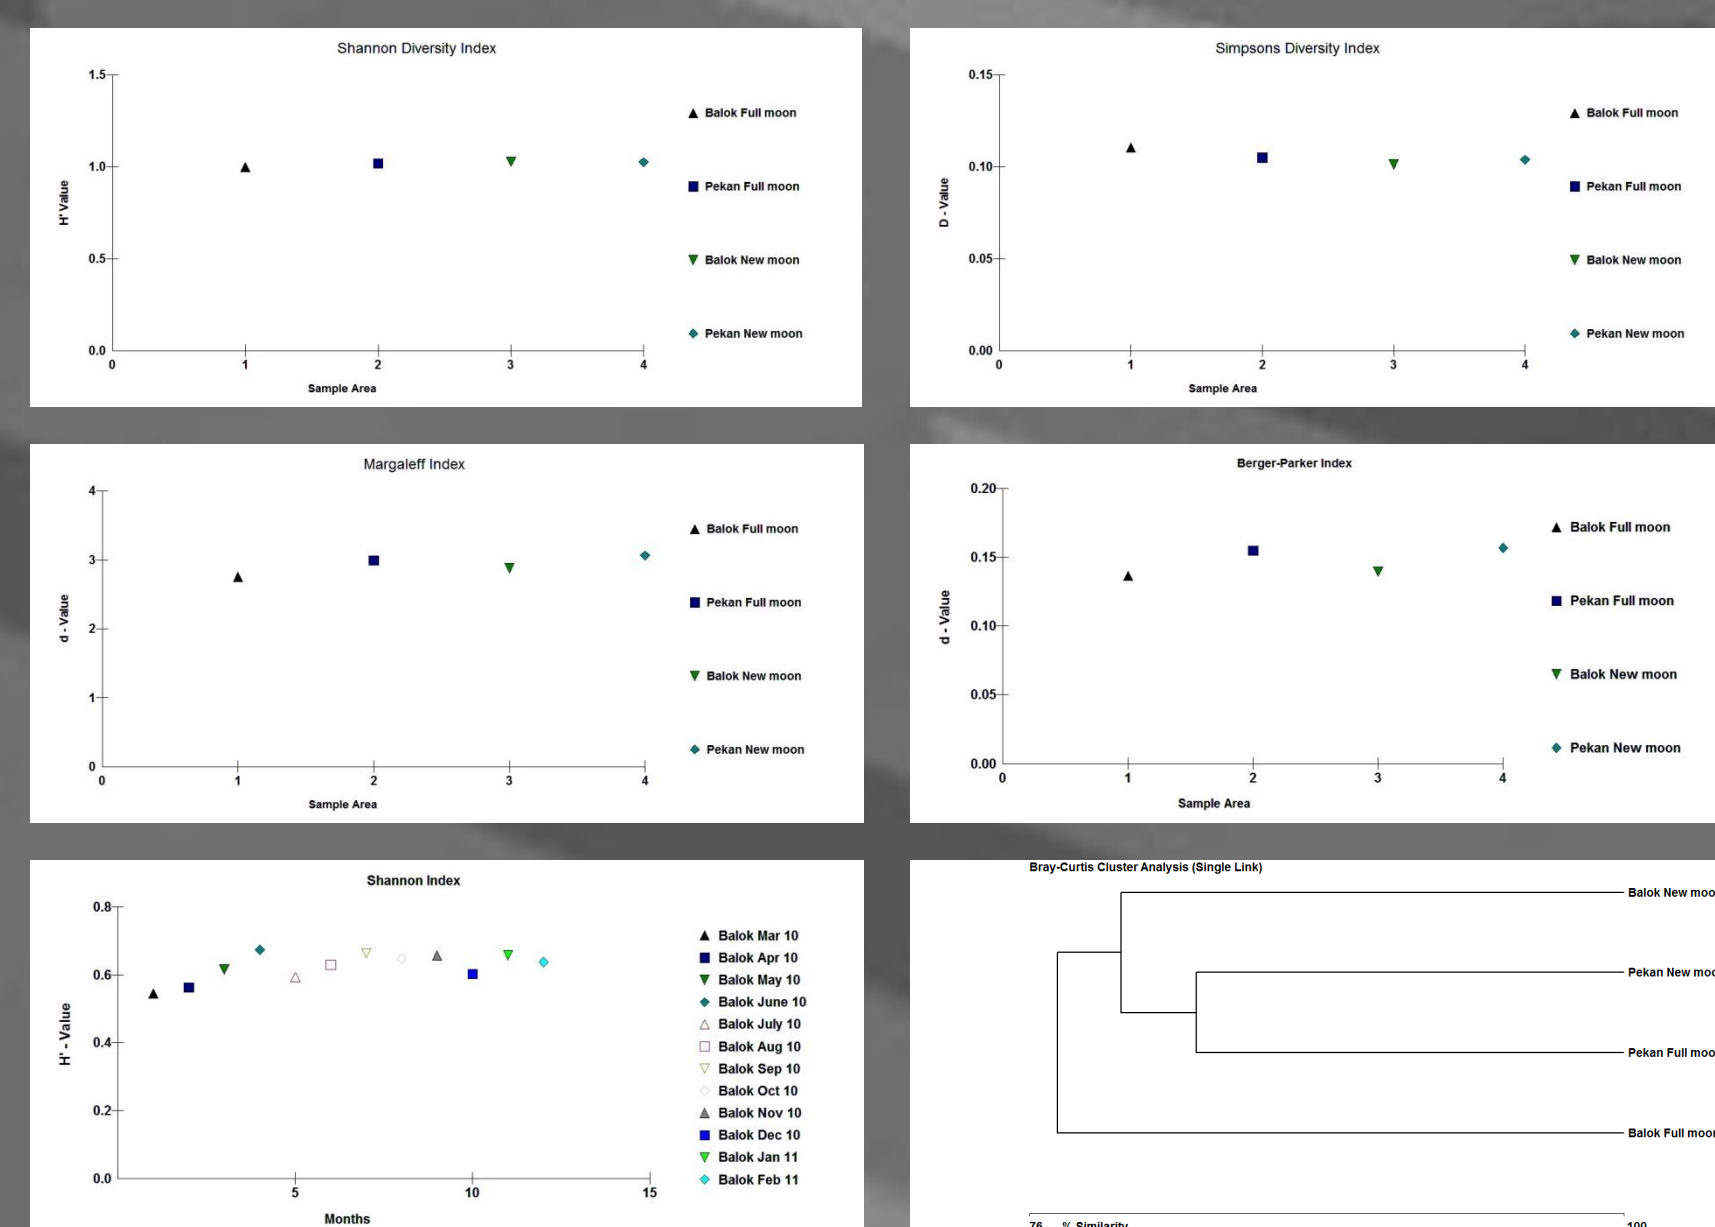 Shannon Diversity Index
1.5
1.0
0.5
0.0
H' Value
0 1 2 3 4
Sample Area
Balok Full moon
Pekan Full moon
Balok New moon
Pekan New moon
Simpsons Diversity Index
0.15
0.10
0.05
0.00
D - Value
0 1 2 3 4
Sample Area
Balok Full moon
Pekan Full moon
Balok New moon
Pekan New moon
Margaleff Index
4
3
2
1
0
d - Value
0 1 2 3 4
Sample Area
Balok Full moon
Pekan Full moon
Balok New moon
Pekan New moon
Berger-Parker Index
0.20
0.15
0.10
0.05
0.00
d - Value
0 1 2 3 4
Sample Area
Balok Full moon
Pekan Full moon
Balok New moon
Pekan New moon
Shannon Index
0.8
0.6
0.4
0.2
0.0
H' - Value
5 10 15
Months
Balok Mar 10
Balok Apr 10
Balok May 10
Balok June 10
Balok July 10
Balok Aug 10
Balok Sep 10
Balok Oct 10
Balok Nov 10
Balok Dec 10
Balok Jan 11
Balok Feb 11
Bray-Curtis Cluster Analysis (Single Link)
Balok New moo
Pekan New moo
Pekan Full moo
Balok Full moon
76 % Similarity 100